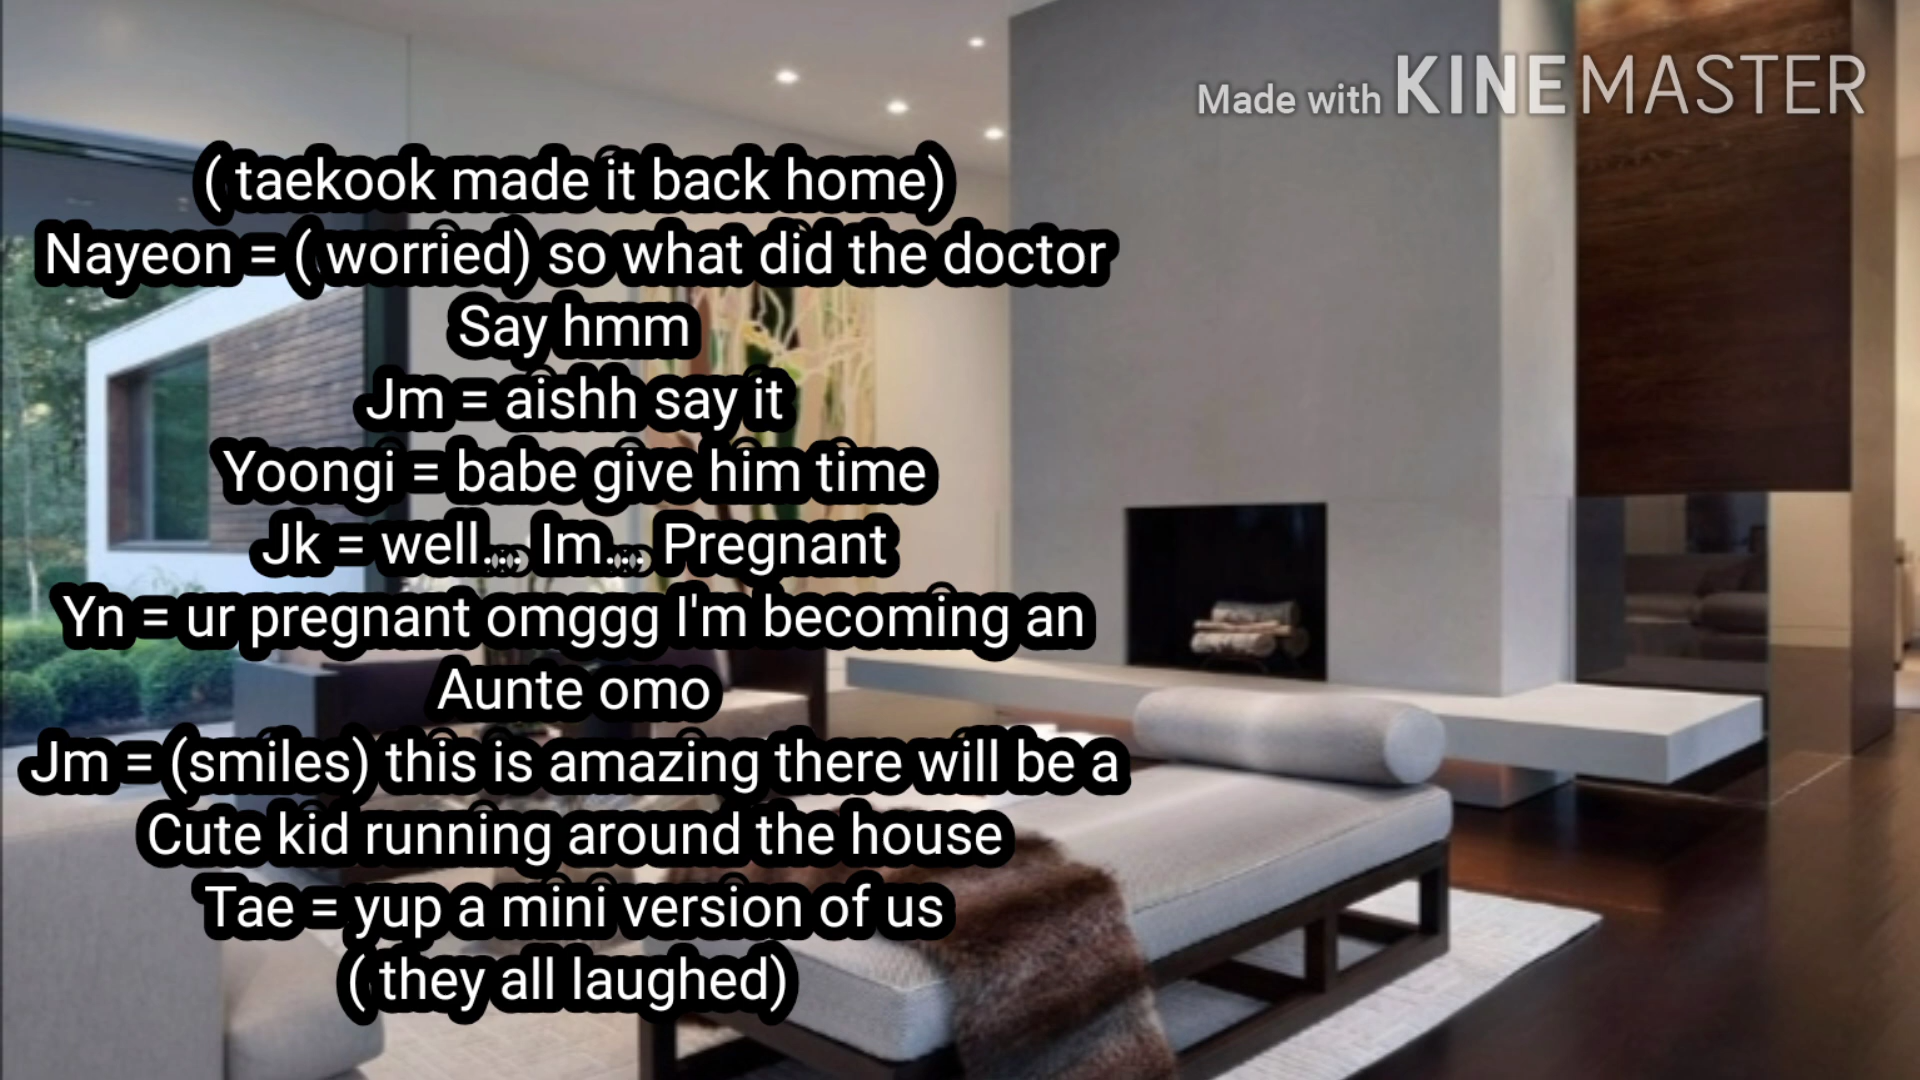 Made with KINEMASTER
( taekook made it back home)
Nayeon = ( worried) so what did the doctor
Say hmm
Jm = aishh say it
Yoongi = babe give him time
Jk = well.... Im.... Pregnant
Yn = ur pregnant omggg I'm becoming an
Aunte omo
Jm = (smiles) this is amazing there will be a
Cute kid running around the house
Tae = yup a mini version of us
( they all laughed)